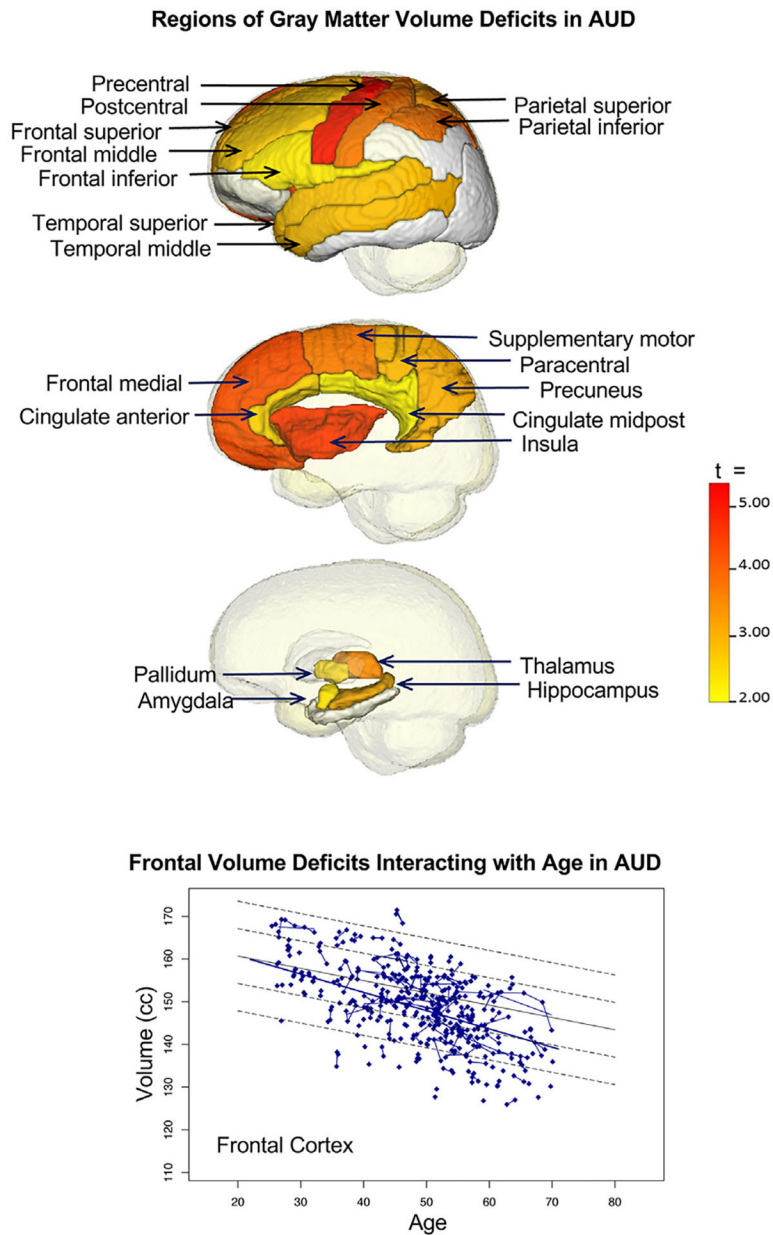 Regions of Gray Matter Volume Deficits in AUD
Precentral
Postcentral
Frontal superior
Frontal middle
Frontal inferior
Parietal superior
Parietal inferior
Temporal superior
Temporal middle
Supplementary motor
Paracentral
Frontal medial
Precuneus
Cingulate anterior
Cingulate midpost
Insula
t =
5.00
4.00
3.00
2.00
Pallidum
Amygdala
Thalamus
Hippocampus
Frontal Volume Deficits Interacting with Age in AUD
Volume (cc)
170
160
150
140
130
120
110
Frontal Cortex
20 30 40 50 60 70 80
Age